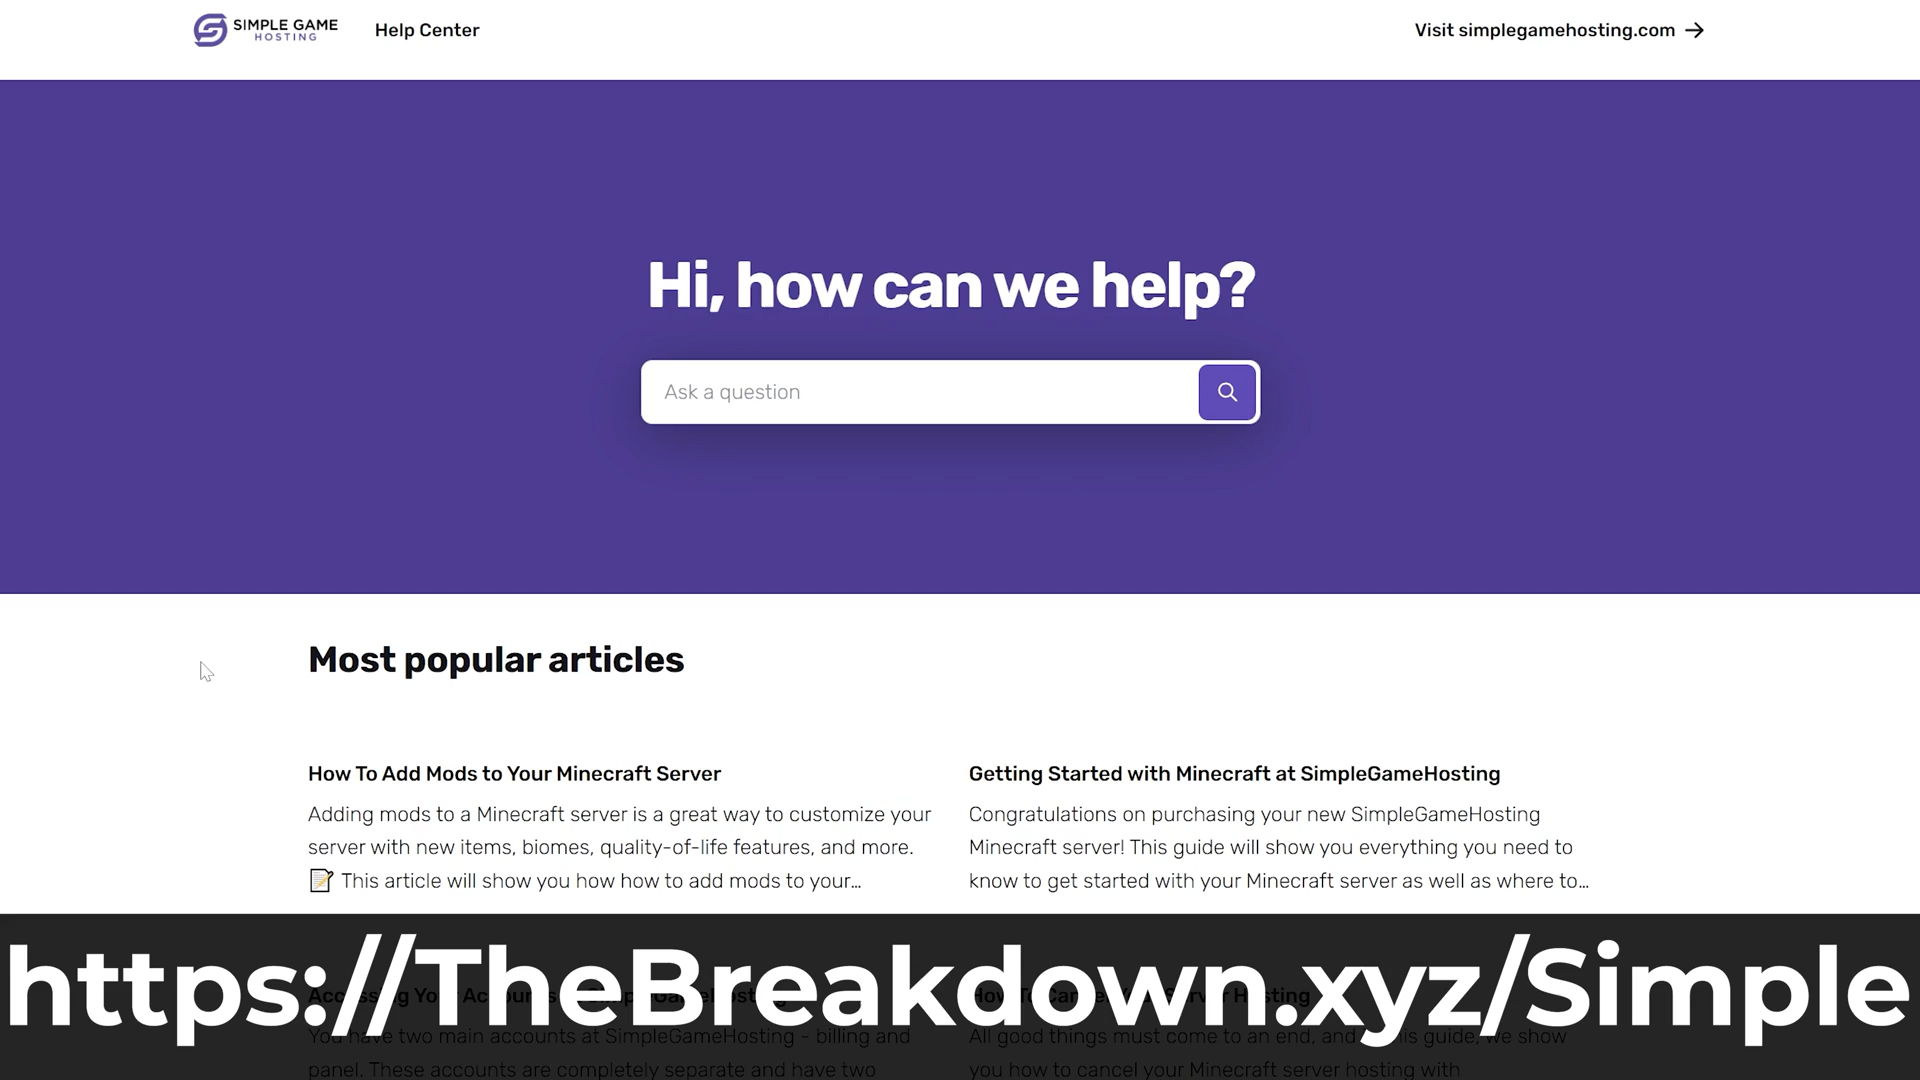 SIMPLE GAME
HOSTING
Help Center
Visit simplegamehosting.com
Hi, how can we help?
Ask a question
Most popular articles
How To Add Mods to Your Minecraft Server
Adding mods to a Minecraft server is a great way to customize your
server with new items, biomes, quality-of-life features, and more.
This article will show you how how to add mods to your...
Getting Started with Minecraft at SimpleGameHosting
Congratulations on purchasing your new SimpleGameHosting
Minecraft server! This guide will show you everything you need to
know to get started with your Minecraft server as well as where to...
https://TheBreakdown.xyz/Simple
You have two main accounts at SimpleGameHosting - billing and
panel. These accounts are completely separate and have two
All good things must come to an end, and this guide, we show
you how to cancel your Minecraft server hosting with